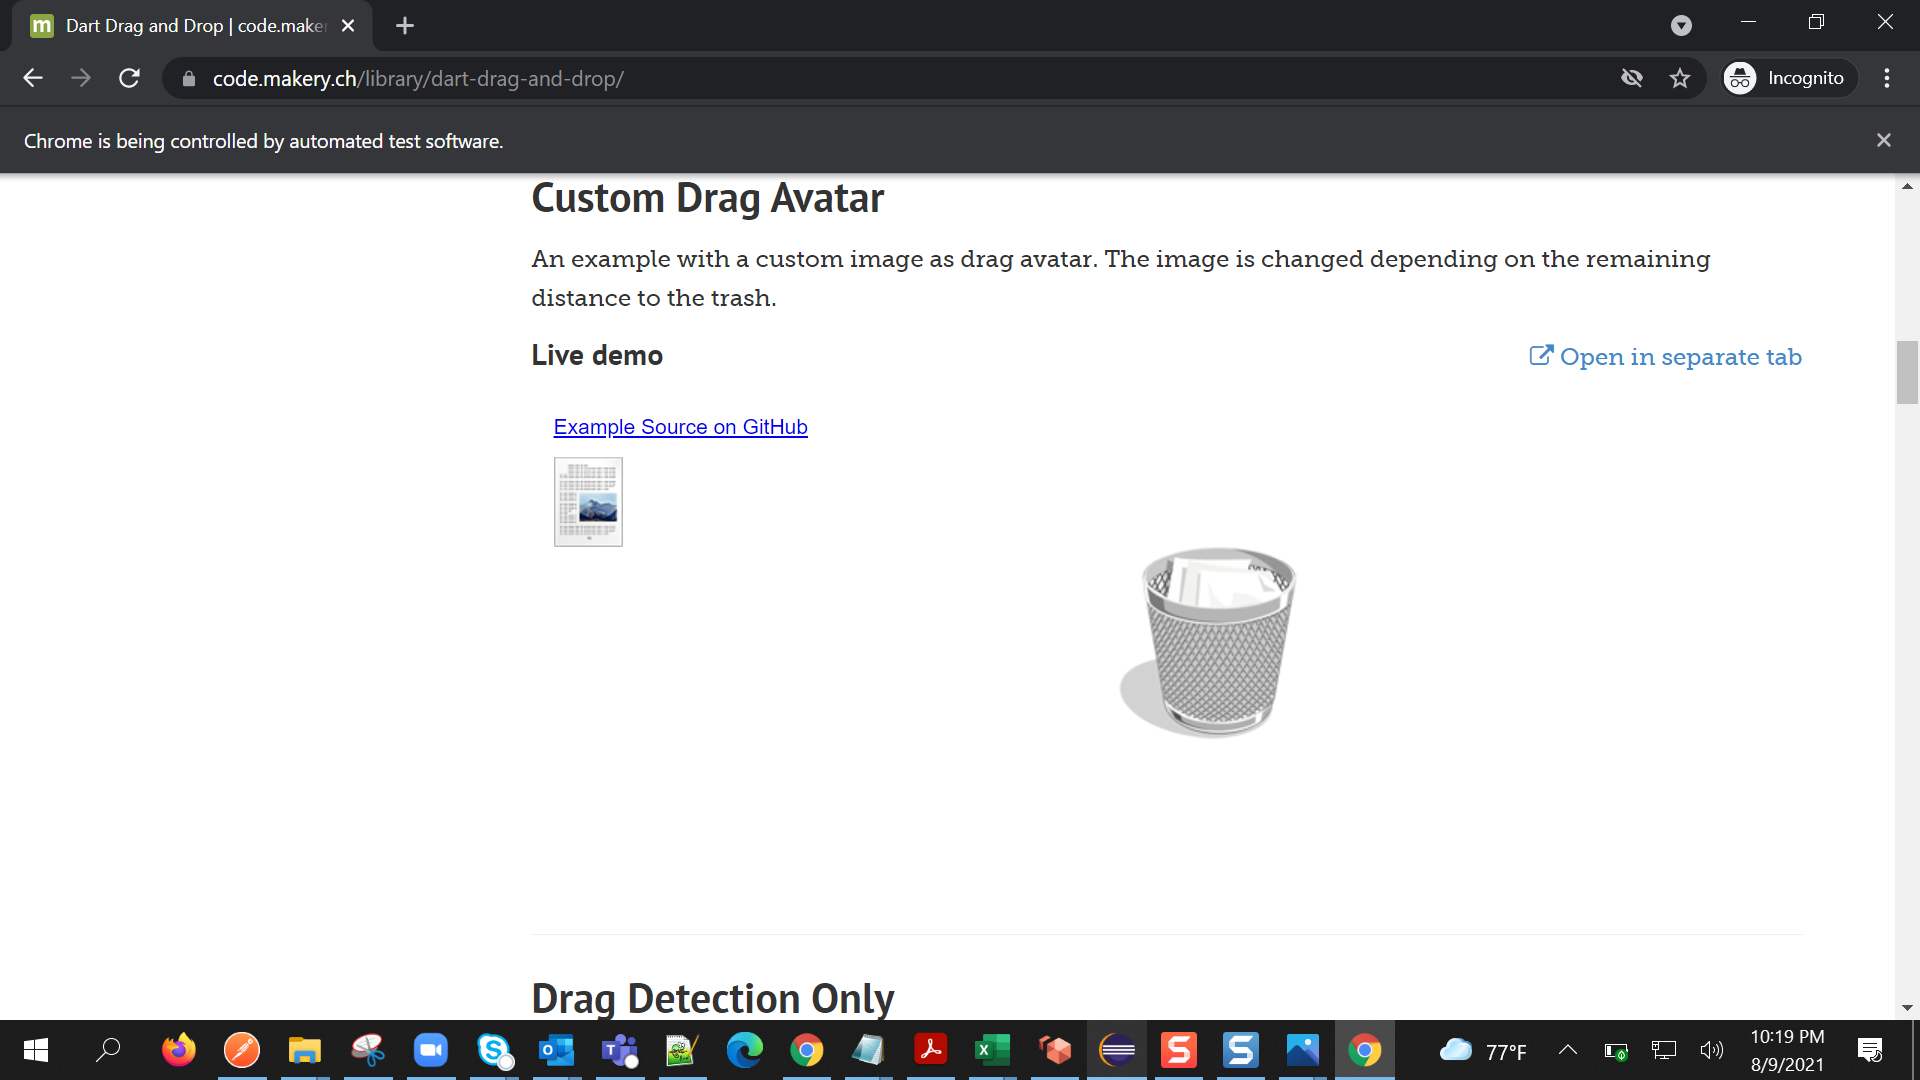 m Dart Drag and Drop | code.make
code.makery.ch/library/dart-drag-and-drop/
Incognito
Chrome is being controlled by automated test software.
Custom Drag Avatar
An example with a custom image as drag avatar. The image is changed depending on the remaining
distance to the trash.
Live demo
Open in separate tab
Example Source on GitHub
Drag Detection Only
77°F
10:19 PM
8/9/2021